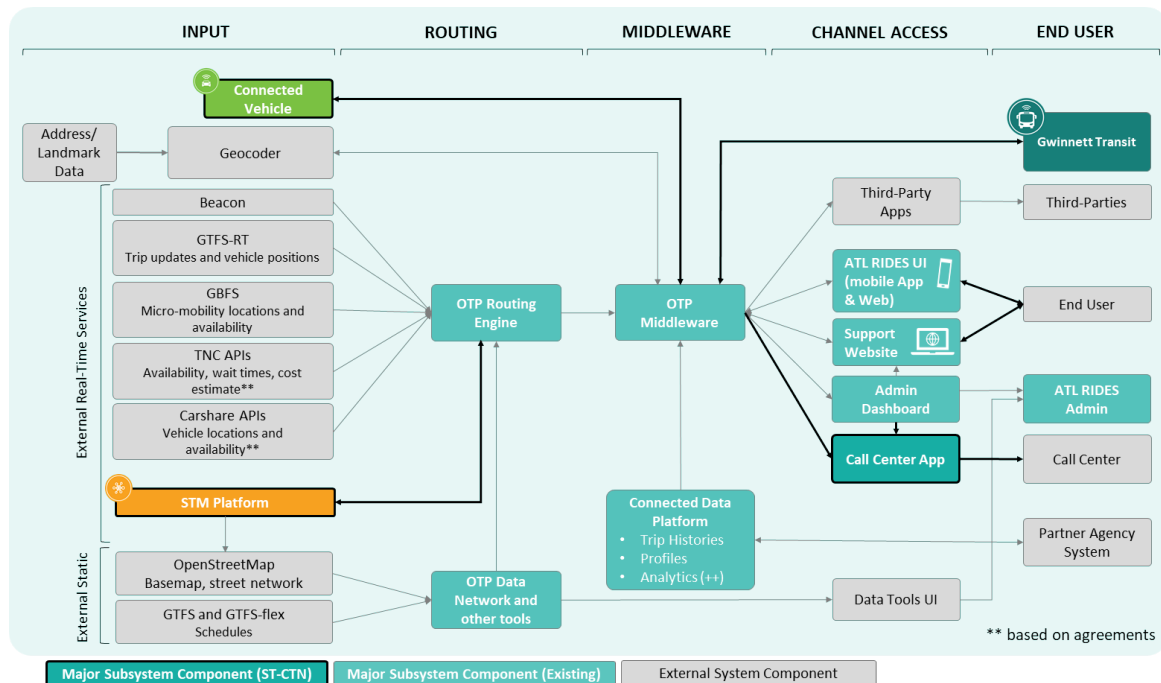 INPUT
ROUTING
MIDDLEWARE
CHANNEL ACCESS
END USER
Connected
Vehicle
Address/
Landmark
Data
Geocoder
Gwinnett Transit
External Real-Time Services
Beacon
GTFS-RT
Trip updates and vehicle positions
GBFS
Micro-mobility locations and
availability
TNC APIs
Availability, wait times, cost
estimate**
Carshare APIs
Vehicle locations and
availability**
STM Platform
External Static
OpenStreetMap
Basemap, street network
GTFS and GTFS-flex
Schedules
OTP Routing
Engine
OTP Data
Network and
other tools
OTP
Middleware
Connected Data
Platform
• Trip Histories
• Profiles
• Analytics (++)
Third-Party
Apps
ATL RIDES UI
(mobile App
& Web)
Support
Website
Admin
Dashboard
Call Center App
Data Tools UI
Third-Parties
End User
ATL RIDES
Admin
Call Center
Partner Agency
System
** based on agreements
Major Subsystem Component (ST-CTN)
Major Subsystem Component (Existing)
External System Component